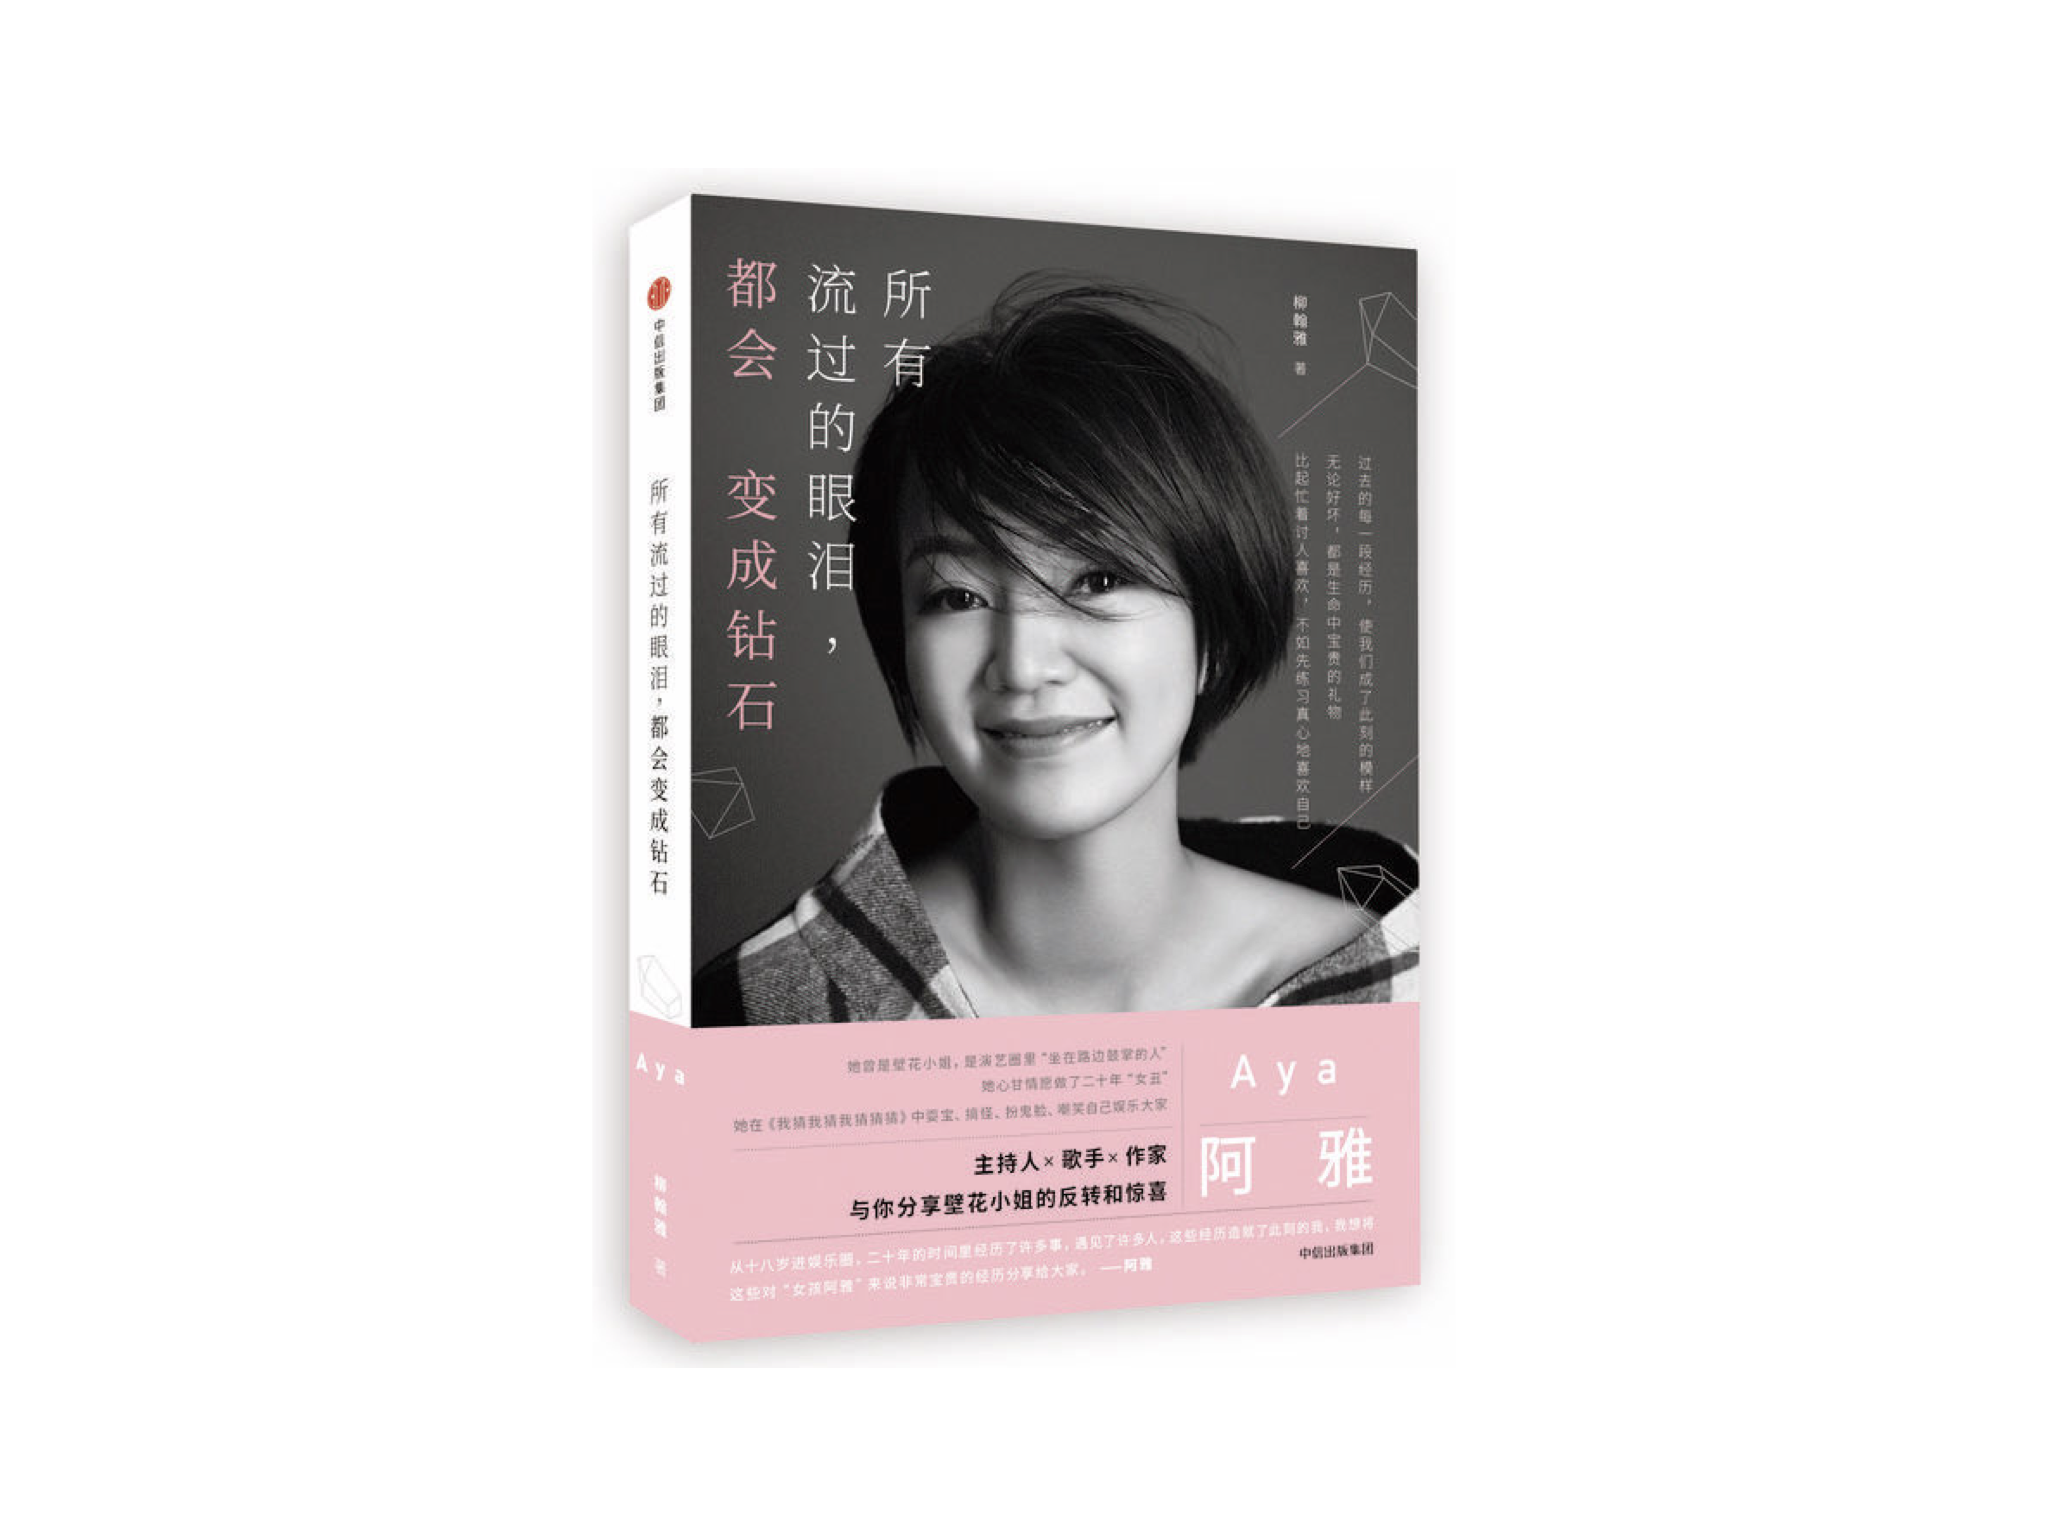 中信出版集团
所有流过的眼泪，都会变成钻石
Aya
柳翰雅 著
所有
流过的眼泪，
都会 变成钻石
柳翰雅 著
过去的每一段经历，使我们成了此刻的模样
无论好坏，都是生命中宝贵的礼物
比起忙着讨人喜欢，不如先练习真心地喜欢自己
她曾是壁花小姐，是演艺圈里“坐在路边鼓掌的人”
她心甘情愿做了二十年“女丑”
她在《我猜我猜我猜猜猜》中耍宝、搞怪、扮鬼脸、嘲笑自己娱乐大家
主持人×歌手×作家
与你分享壁花小姐的反转和惊喜
Aya
阿雅
从十八岁进娱乐圈，二十年的时间里经历了许多事，遇见了许多人，这些经历造就了此刻的我，我想将
这些对“女孩阿雅”来说非常宝贵的经历分享给大家。 ——阿雅
中信出版集团